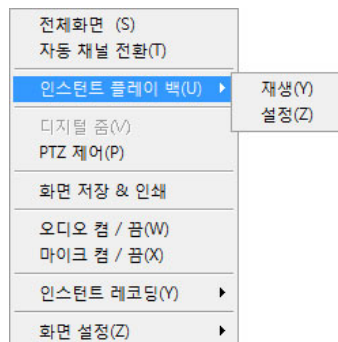 전체화면 (S)
자동 채널 전환(T)
인스턴트 플레이 백(U)
재생(Y)
설정(Z)
디지털 줌(V)
PTZ 제어(P)
화면 저장 & 인쇄
오디오 켬 / 끔(W)
마이크 켬 / 끔(X)
인스턴트 레코딩(Y)
화면 설정(Z)